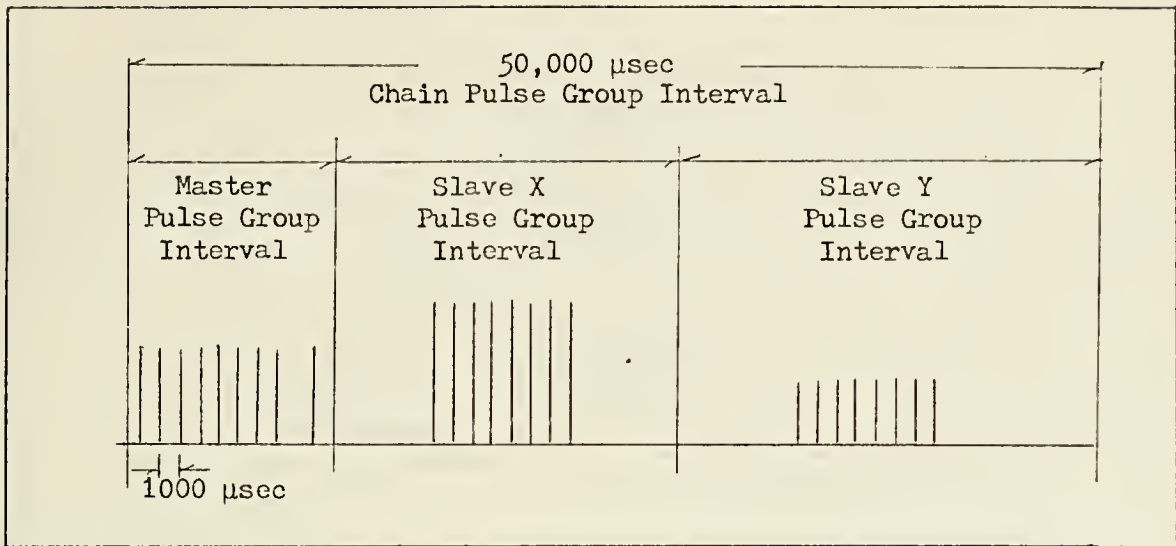 50,000 µsec
Chain Pulse Group Interval
Master
Pulse Group
Interval
Slave X
Pulse Group
Interval
Slave Y
Pulse Group
Interval
1000 µsec